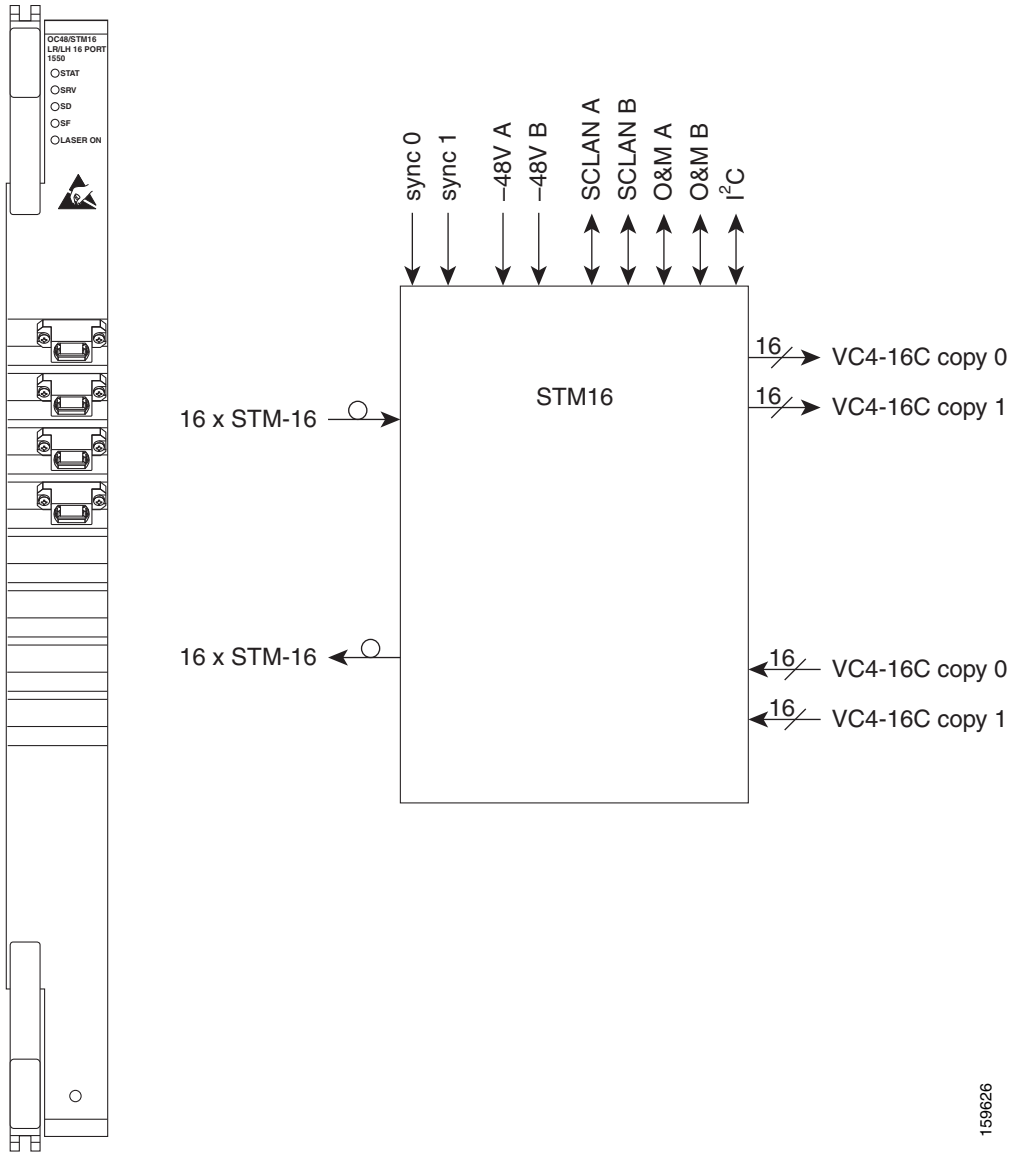 OC48/STM16
LR/LH 16 PORT
1550
STAT
SRV
SD
SF
LASER ON
sync 0
sync 1
–48V A
–48V B
SCLAN A
SCLAN B
O&M A
O&M B
I²C
STM16
16 x STM-16
16 x STM-16
16
VC4-16C copy 0
16
VC4-16C copy 1
16
VC4-16C copy 0
16
VC4-16C copy 1
159626